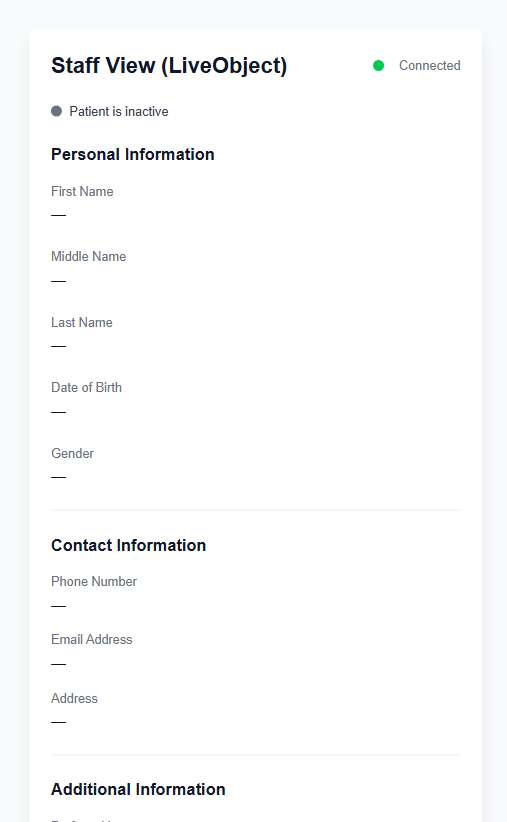 Staff View (LiveObject)
Connected
Patient is inactive
Personal Information
First Name
—
Middle Name
—
Last Name
—
Date of Birth
—
Gender
—
Contact Information
Phone Number
—
Email Address
—
Address
—
Additional Information